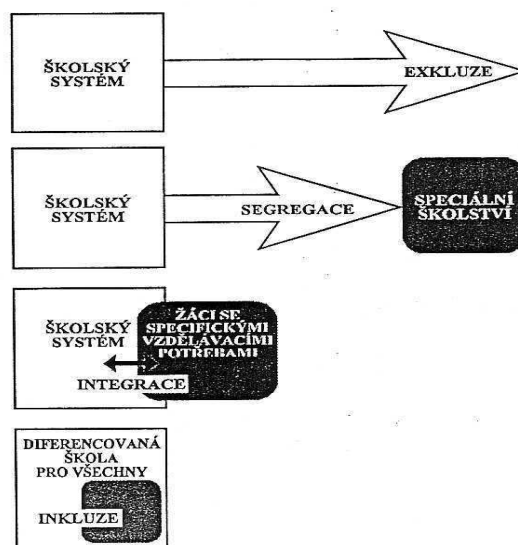 ŠKOLSKÝ
SYSTÉM
EXKLUZE
ŠKOLSKÝ
SYSTÉM
SEGREGACE
SPECIÁLNÍ
ŠKOLSTVÍ
ŠKOLSKÝ
SYSTÉM
ŽÁCI SE
SPECIFICKÝMI
VZDĚLÁVACÍMI
POTŘEBAMI
INTEGRACE
DIFERENCOVANÁ
ŠKOLA
PRO VŠECHNY
INKLUZE